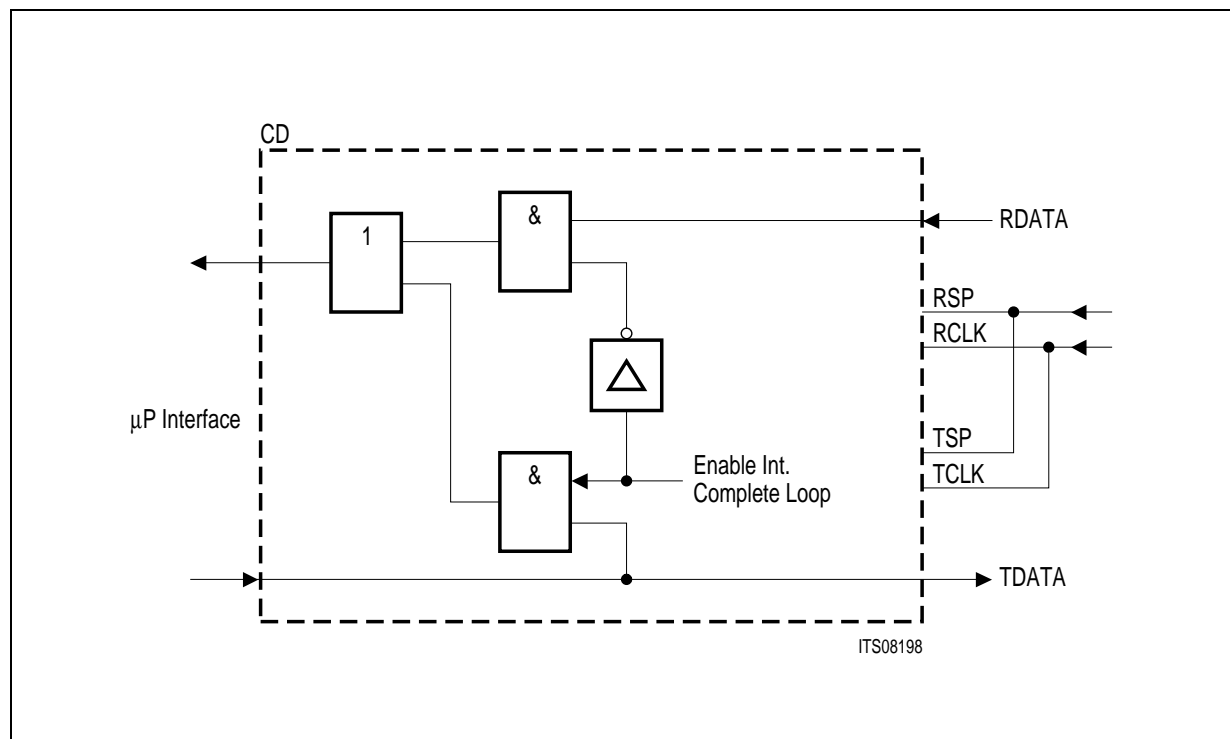 CD
&
1
RDATA
RSP
RCLK
μP Interface
TSP
&
Enable Int.
Complete Loop
TCLK
TDATA
ITS08198